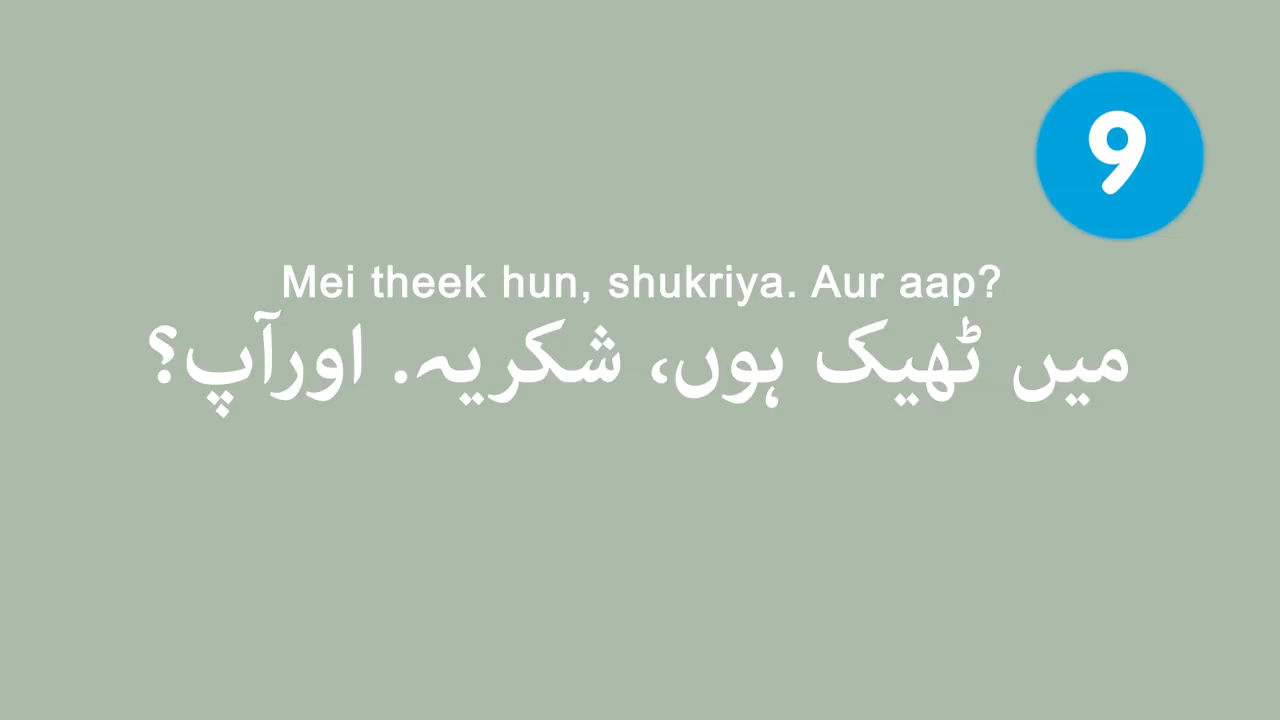 9
Mei theek hun, shukriya. Aur aap?
میں ٹھیک ہوں، شکریہ. اورآپ؟